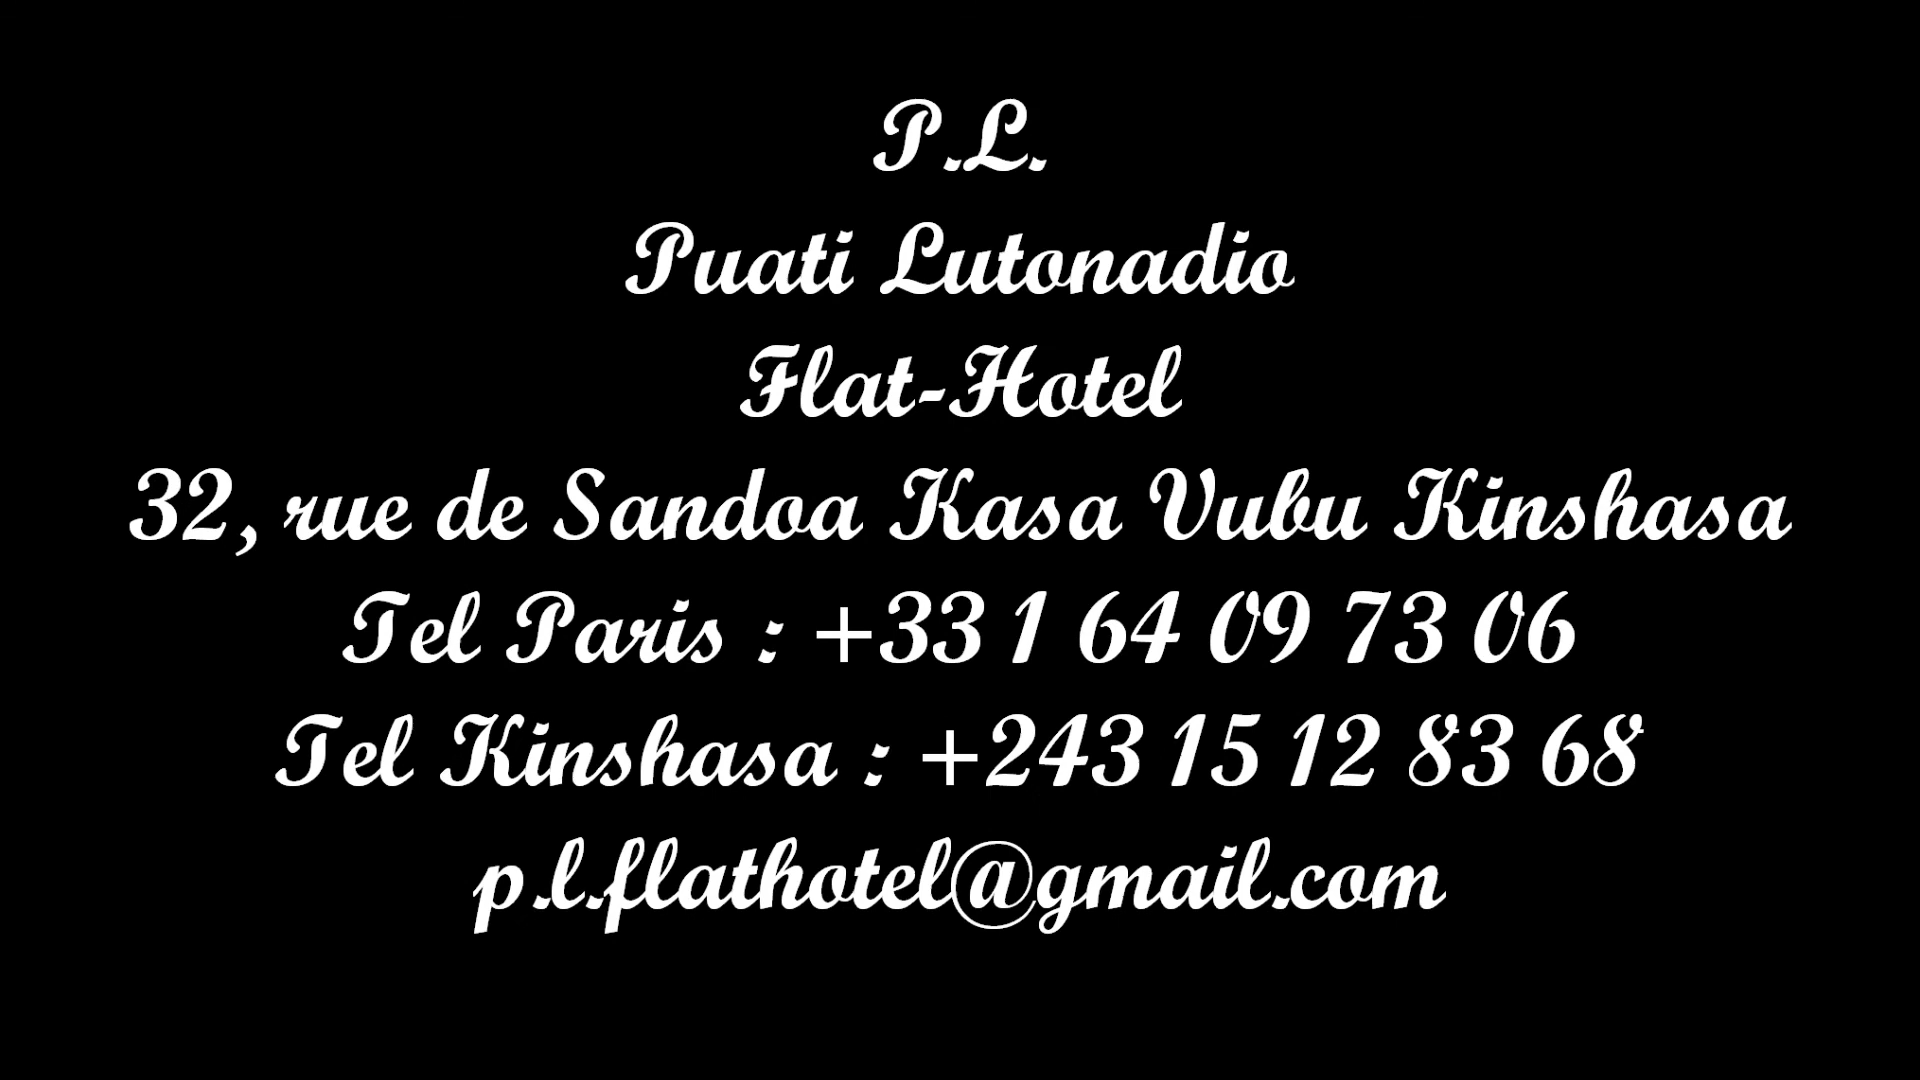 P.L.
Puati Lutonadio
Flat-Hotel
32, rue de Sandoa Kasa Vubu Kinshasa
Tel Paris : +33 1 64 09 73 06
Tel Kinshasa : +243 15 12 83 68
p.l.flathotel@gmail.com